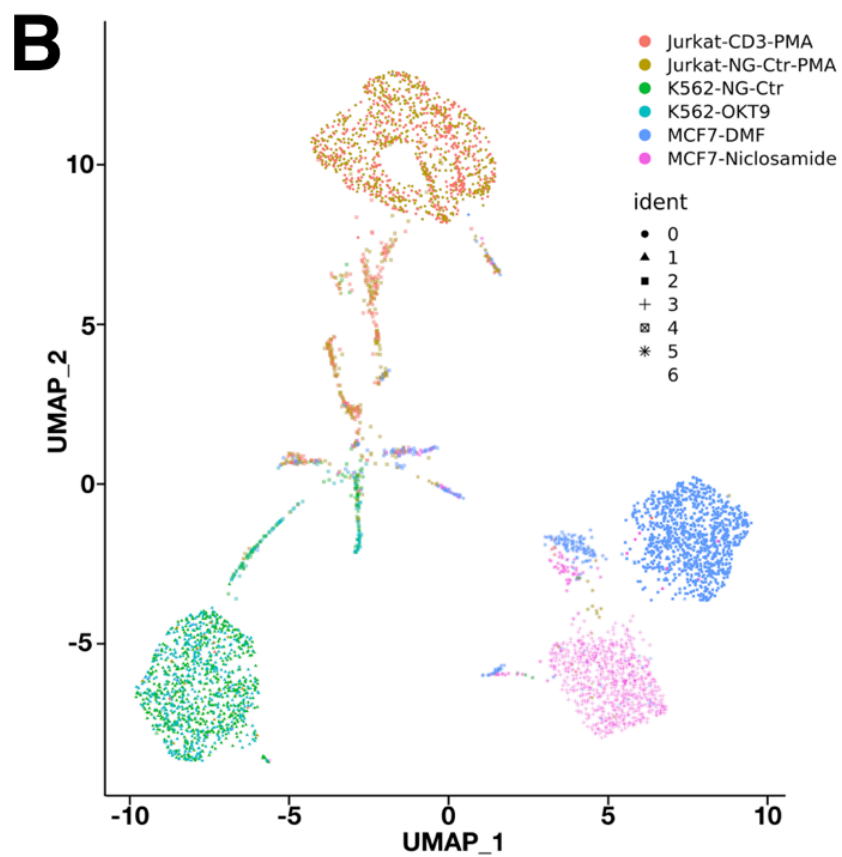 B
Jurkat-CD3-PMA
Jurkat-NG-Ctr-PMA
K562-NG-Ctr
K562-OKT9
MCF7-DMF
MCF7-Niclosamide
ident
0
1
2
3
4
5
6
10
5
0
-5
UMAP_2
-10 -5 0 5 10
UMAP_1